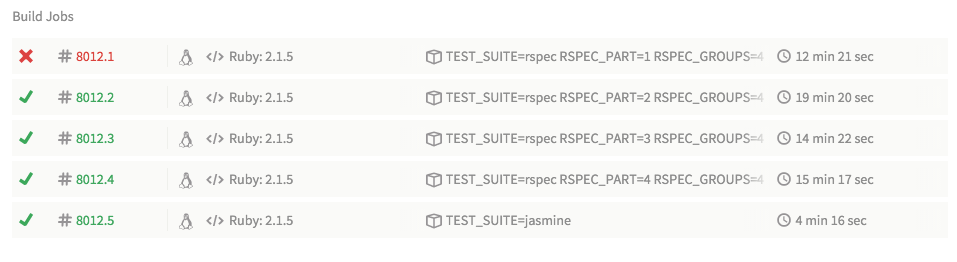 Build Jobs
# 8012.1 </> Ruby: 2.1.5 TEST_SUITE=rspec RSPEC_PART=1 RSPEC_GROUPS=4 12 min 21 sec
# 8012.2 </> Ruby: 2.1.5 TEST_SUITE=rspec RSPEC_PART=2 RSPEC_GROUPS=4 19 min 20 sec
# 8012.3 </> Ruby: 2.1.5 TEST_SUITE=rspec RSPEC_PART=3 RSPEC_GROUPS=4 14 min 22 sec
# 8012.4 </> Ruby: 2.1.5 TEST_SUITE=rspec RSPEC_PART=4 RSPEC_GROUPS=4 15 min 17 sec
# 8012.5 </> Ruby: 2.1.5 TEST_SUITE=jasmine 4 min 16 sec